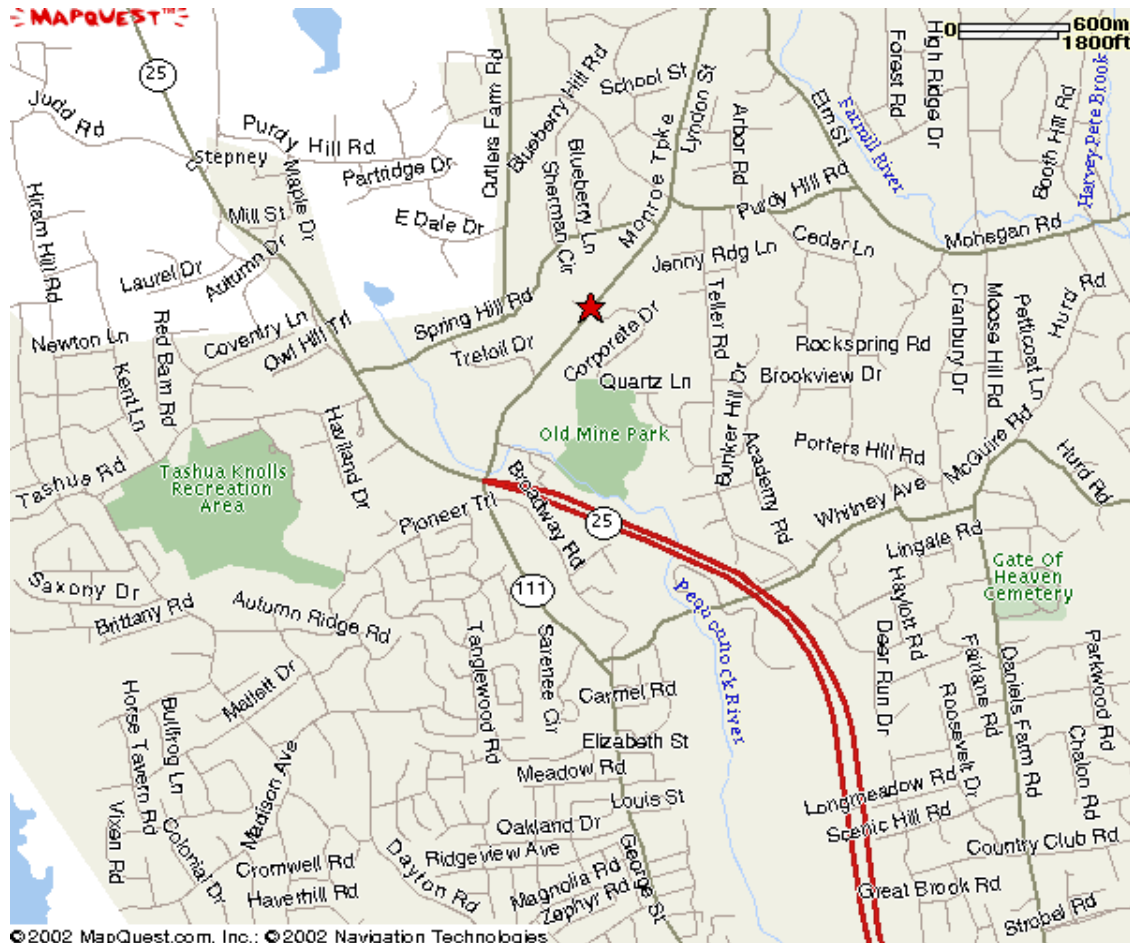 MAPQUEST™
0 600m
1800ft
25
Judd Rd
Stepney
Purdy Hill Rd
Partridge Dr
Maple Dr
Mill St
E Dale Dr
Cutlers Farm Rd
Blueberry Hill Rd
School St
Blueberry Ln
Sherman Cir
Monroe Tpke
Lyndon St
Arbor Rd
Elm St
Farmill River
Forest Rd
High Ridge Dr
Booth Hill Rd
Harvey Pete Brook
Purdy Hill Rd
Mohegan Rd
Cedar Ln
Jenny Rdg Ln
Hiram Hill Rd
Laurel Dr
Autumn Dr
Newton Ln
Kent Ln
Red Barn Rd
Coventry Ln
Owl Hill Trl
Spring Hill Rd
Trefoil Dr
Corporate Dr
Quartz Ln
Teller Rd
Rockspring Rd
Brookview Dr
Bunker Hill Dr
Academy Rd
Cranbury Dr
Moose Hill Rd
Petticoat Ln
Hurd Rd
Porters Hill Rd
McGuire Rd
Hurd Rd
Old Mine Park
Haviland Dr
Tashua Rd
Tashua Knolls
Recreation
Area
Pioneer Trl
Broadway Rd
25
Whitney Ave
Lingale Rd
Gate Of
Heaven
Cemetery
111
Saxony Dr
Brittany Rd
Autumn Ridge Rd
Pequonnock River
Haylott Rd
Deer Run Dr
Fairlane Rd
Roosevelt Dr
Daniels Farm Rd
Parkwood Rd
Chalon Rd
Tanglewood Rd
Sarenee Cir
Carmel Rd
Elizabeth St
Meadow Rd
Louis St
Mallett Dr
Horse Tavern Rd
Bullfrog Ln
Madison Ave
Vixen Rd
Colonial Dr
Cromwell Rd
Haverhill Rd
Dayton Rd
Oakland Dr
Ridgeview Ave
Magnolia Rd
Zephyr Rd
George St
Longmeadow Rd
Scenic Hill Rd
Country Club Rd
Great Brook Rd
Strobel Rd
©2002 MapQuest.com, Inc.; ©2002 Navigation Technologies